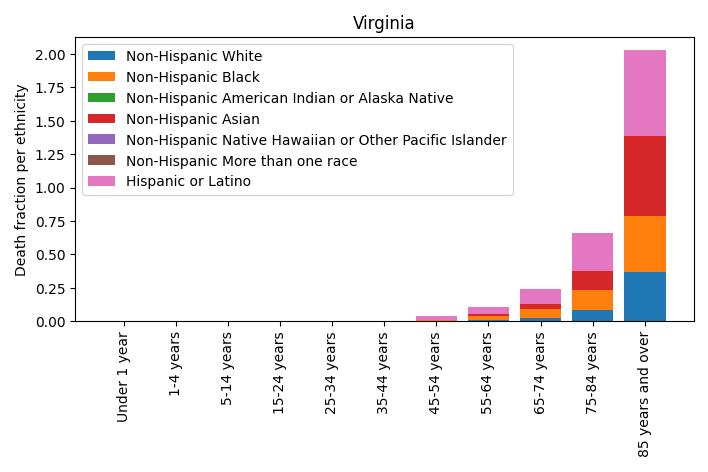 Virginia
Death fraction per ethnicity
2.00
1.75
1.50
1.25
1.00
0.75
0.50
0.25
0.00
Non-Hispanic White
Non-Hispanic Black
Non-Hispanic American Indian or Alaska Native
Non-Hispanic Asian
Non-Hispanic Native Hawaiian or Other Pacific Islander
Non-Hispanic More than one race
Hispanic or Latino
Under 1 year
1-4 years
5-14 years
15-24 years
25-34 years
35-44 years
45-54 years
55-64 years
65-74 years
75-84 years
85 years and over